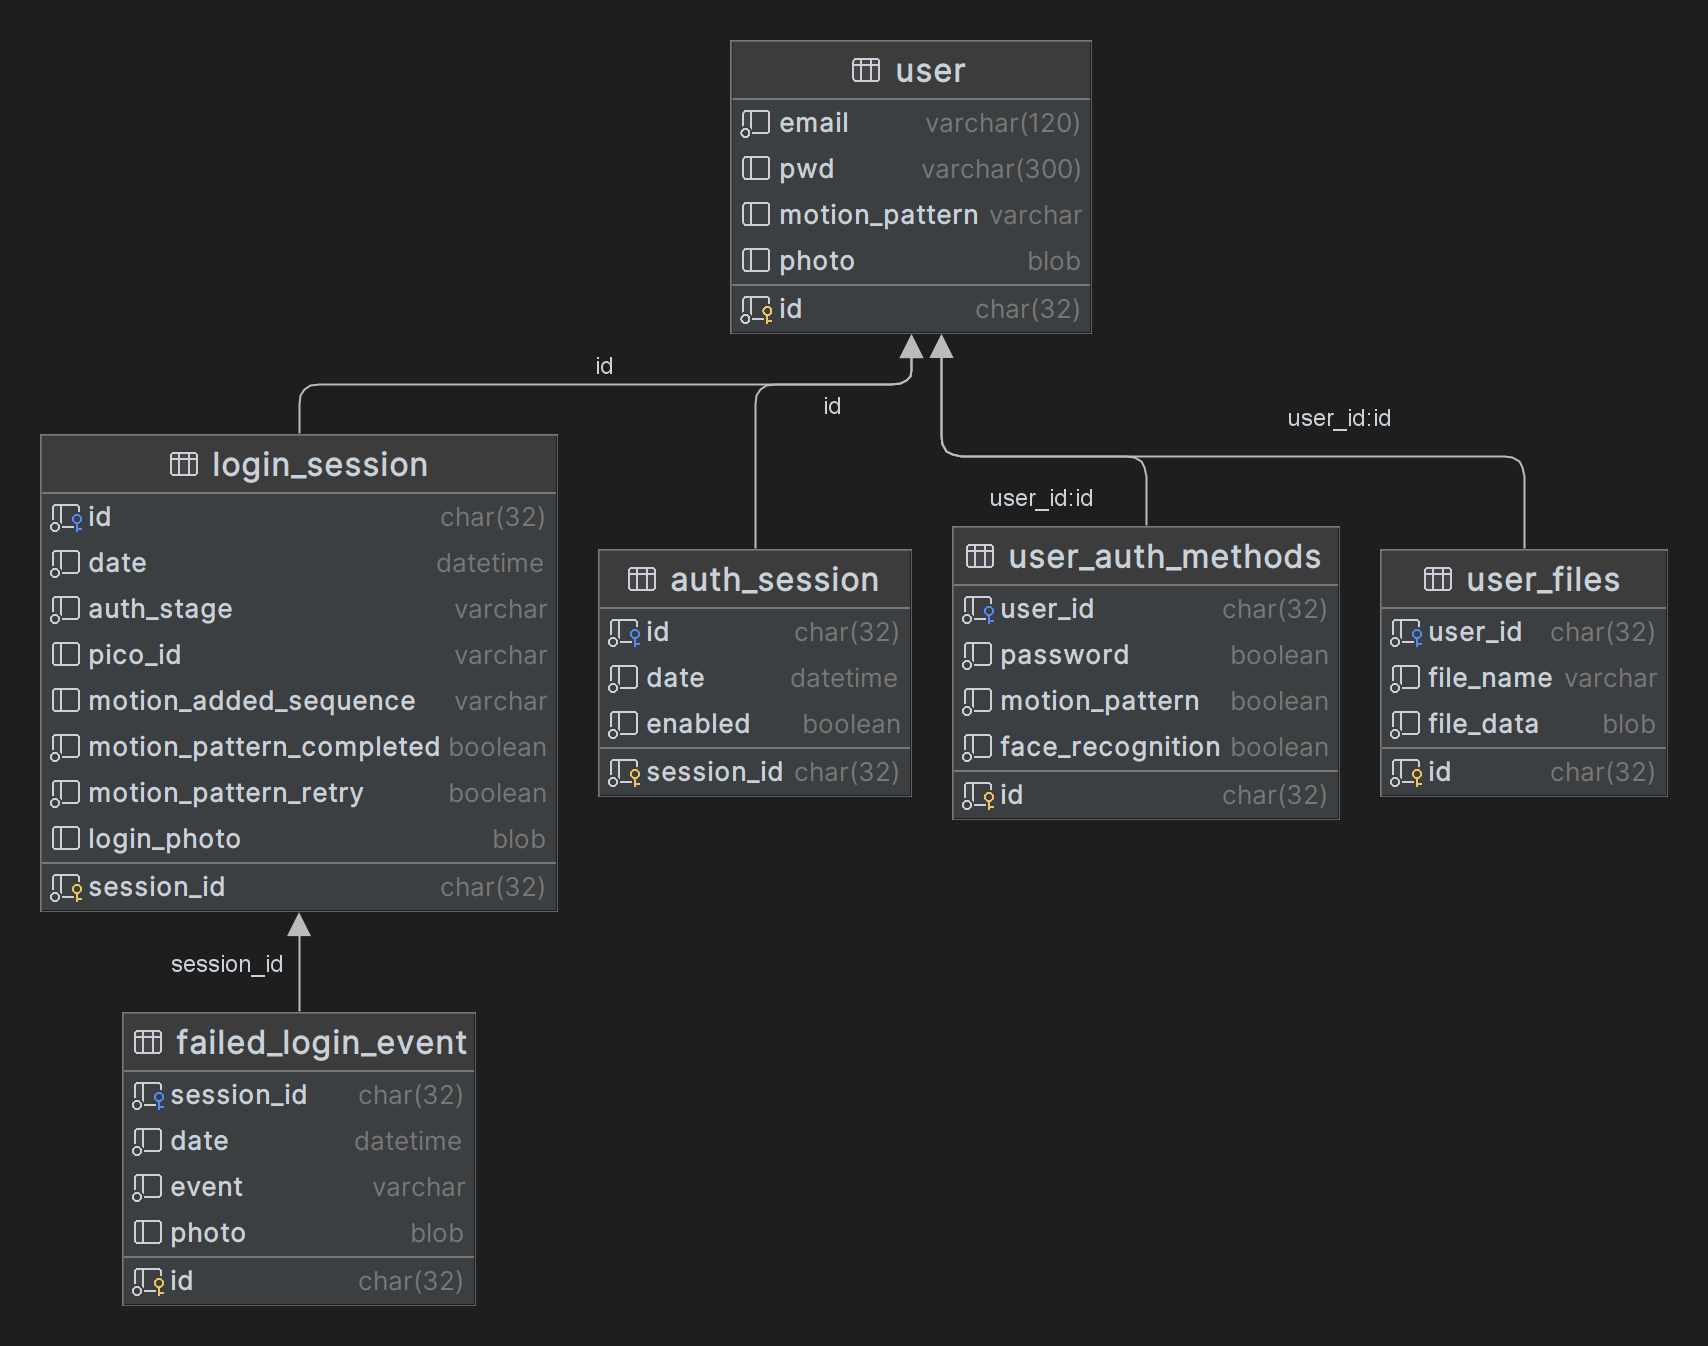 user
email varchar(120)
pwd varchar(300)
motion_pattern varchar
photo blob
id char(32)
id
id
user_id:id
user_id:id
login_session
id char(32)
date datetime
auth_stage varchar
pico_id varchar
motion_added_sequence varchar
motion_pattern_completed boolean
motion_pattern_retry boolean
login_photo blob
session_id char(32)
auth_session
id char(32)
date datetime
enabled boolean
session_id char(32)
user_auth_methods
user_id char(32)
password boolean
motion_pattern boolean
face_recognition boolean
id char(32)
user_files
user_id char(32)
file_name varchar
file_data blob
id char(32)
session_id
failed_login_event
session_id char(32)
date datetime
event varchar
photo blob
id char(32)